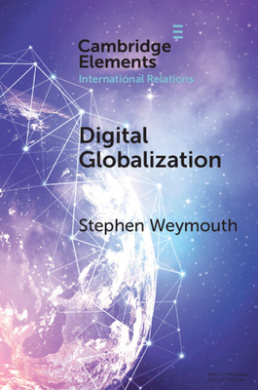 Cambridge
Elements
International Relations
Digital
Globalization
Stephen Weymouth